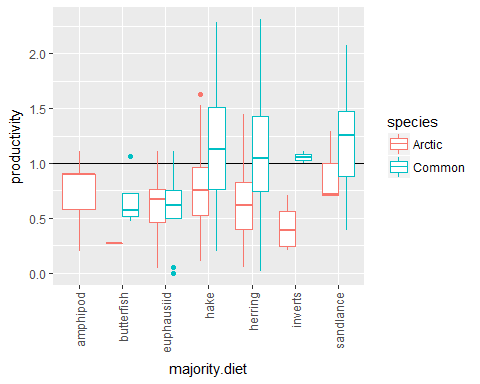 productivity
2.0
1.5
1.0
0.5
0.0
amphipod
butterfish
euphausiid
hake
herring
inverts
sandlance
majority.diet
species
Arctic
Common